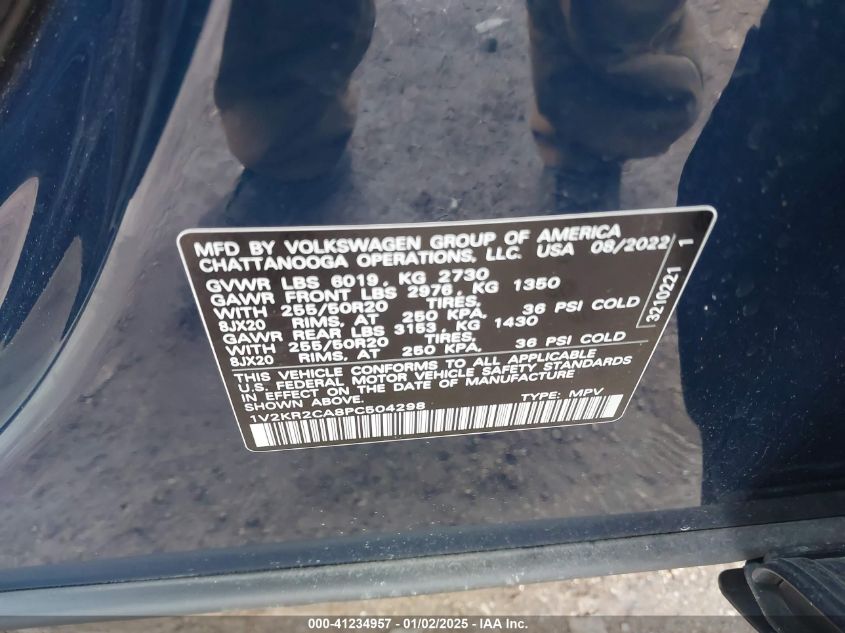 MFD BY VOLKSWAGEN GROUP OF AMERICA
CHATTANOOGA OPERATIONS, LLC. USA 08/2022
GVWR LBS 6019, KG 2730
GAWR FRONT LBS 2976, KG 1350
WITH 255/50R20 TIRES,
8JX20 RIMS, AT 250 KPA, 36 PSI COLD
GAWR REAR LBS 3153, KG 1430
WITH 255/50R20 TIRES,
8JX20 RIMS, AT 250 KPA, 36 PSI COLD
THIS VEHICLE CONFORMS TO ALL APPLICABLE
U.S. FEDERAL MOTOR VEHICLE SAFETY STANDARDS
IN EFFECT ON THE DATE OF MANUFACTURE
SHOWN ABOVE. TYPE: MPV
1V2KR2CA8PC504298
3210221 1
000-41234957 - 01/02/2025 - IAA Inc.